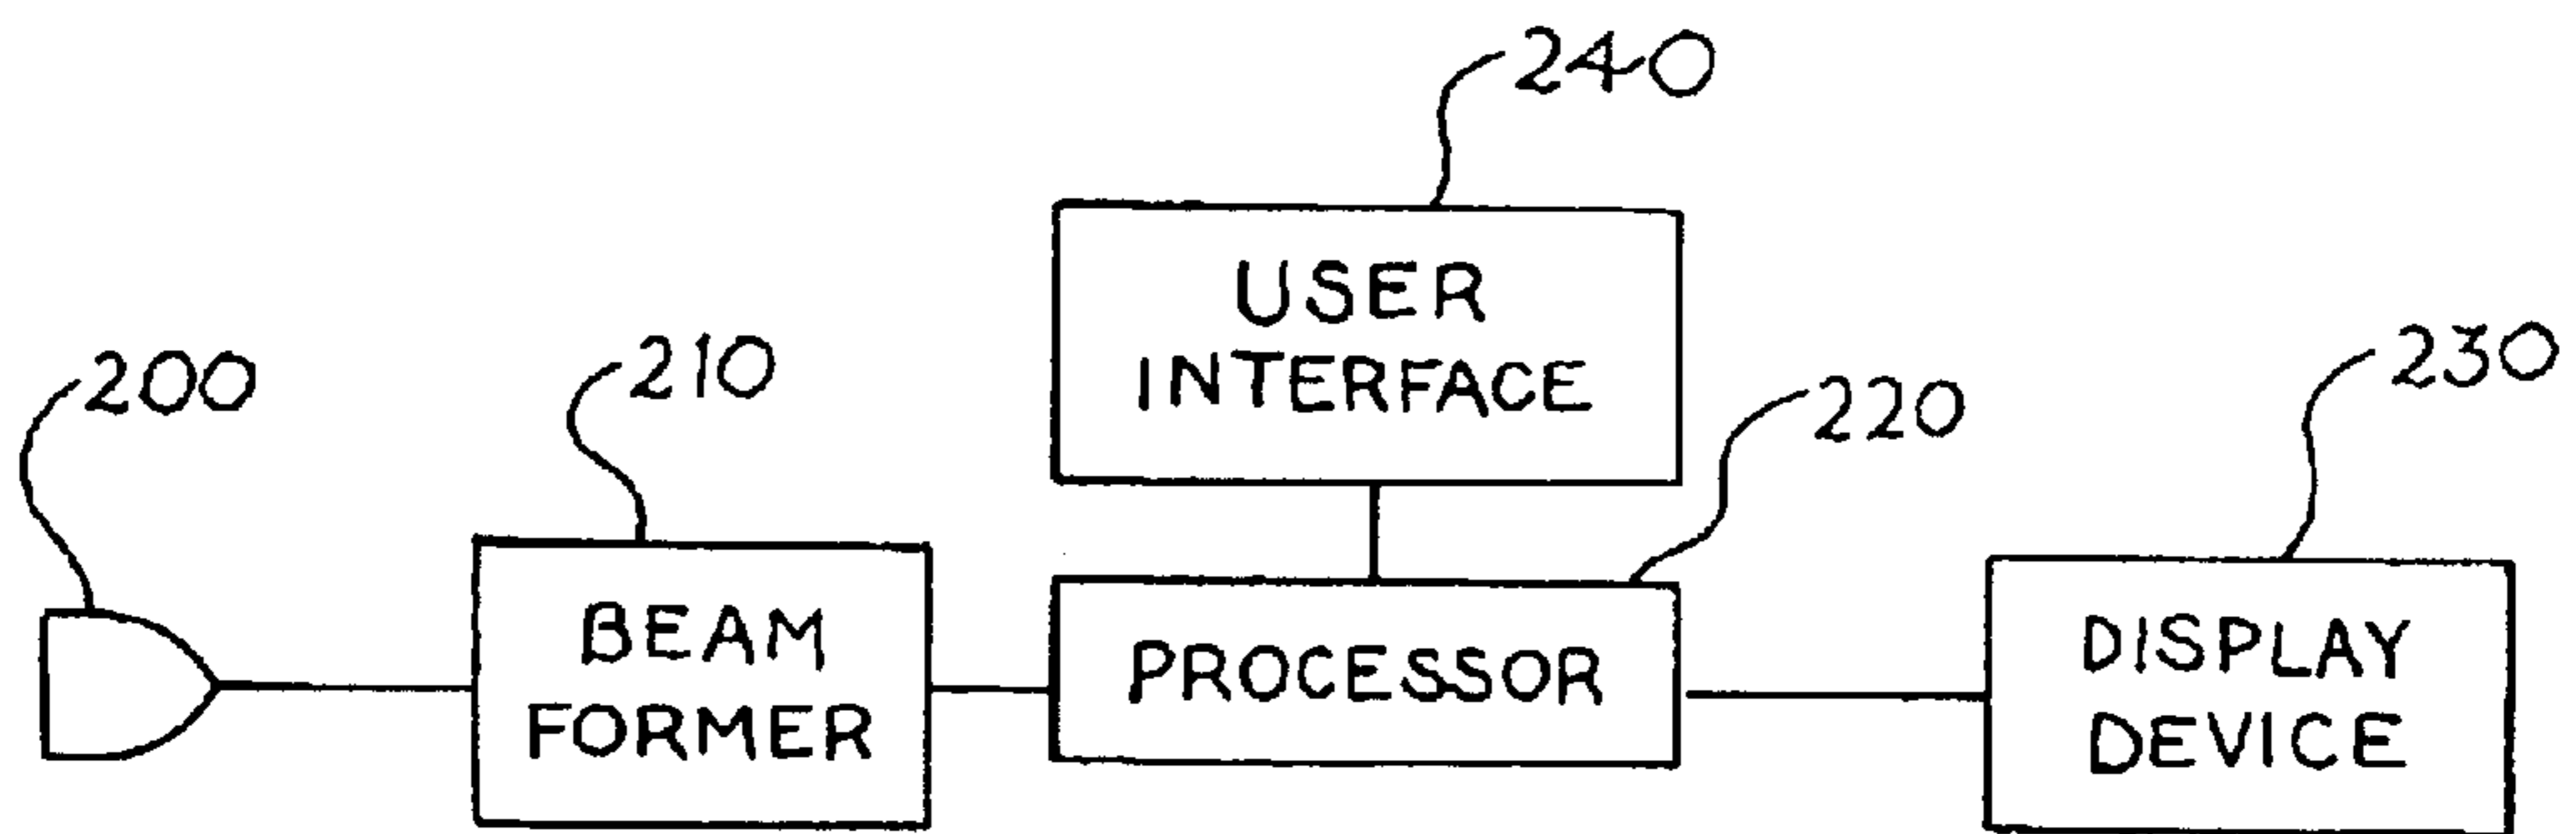 240
USER
INTERFACE
200
210
220
230
BEAM
FORMER
PROCESSOR
DISPLAY
DEVICE